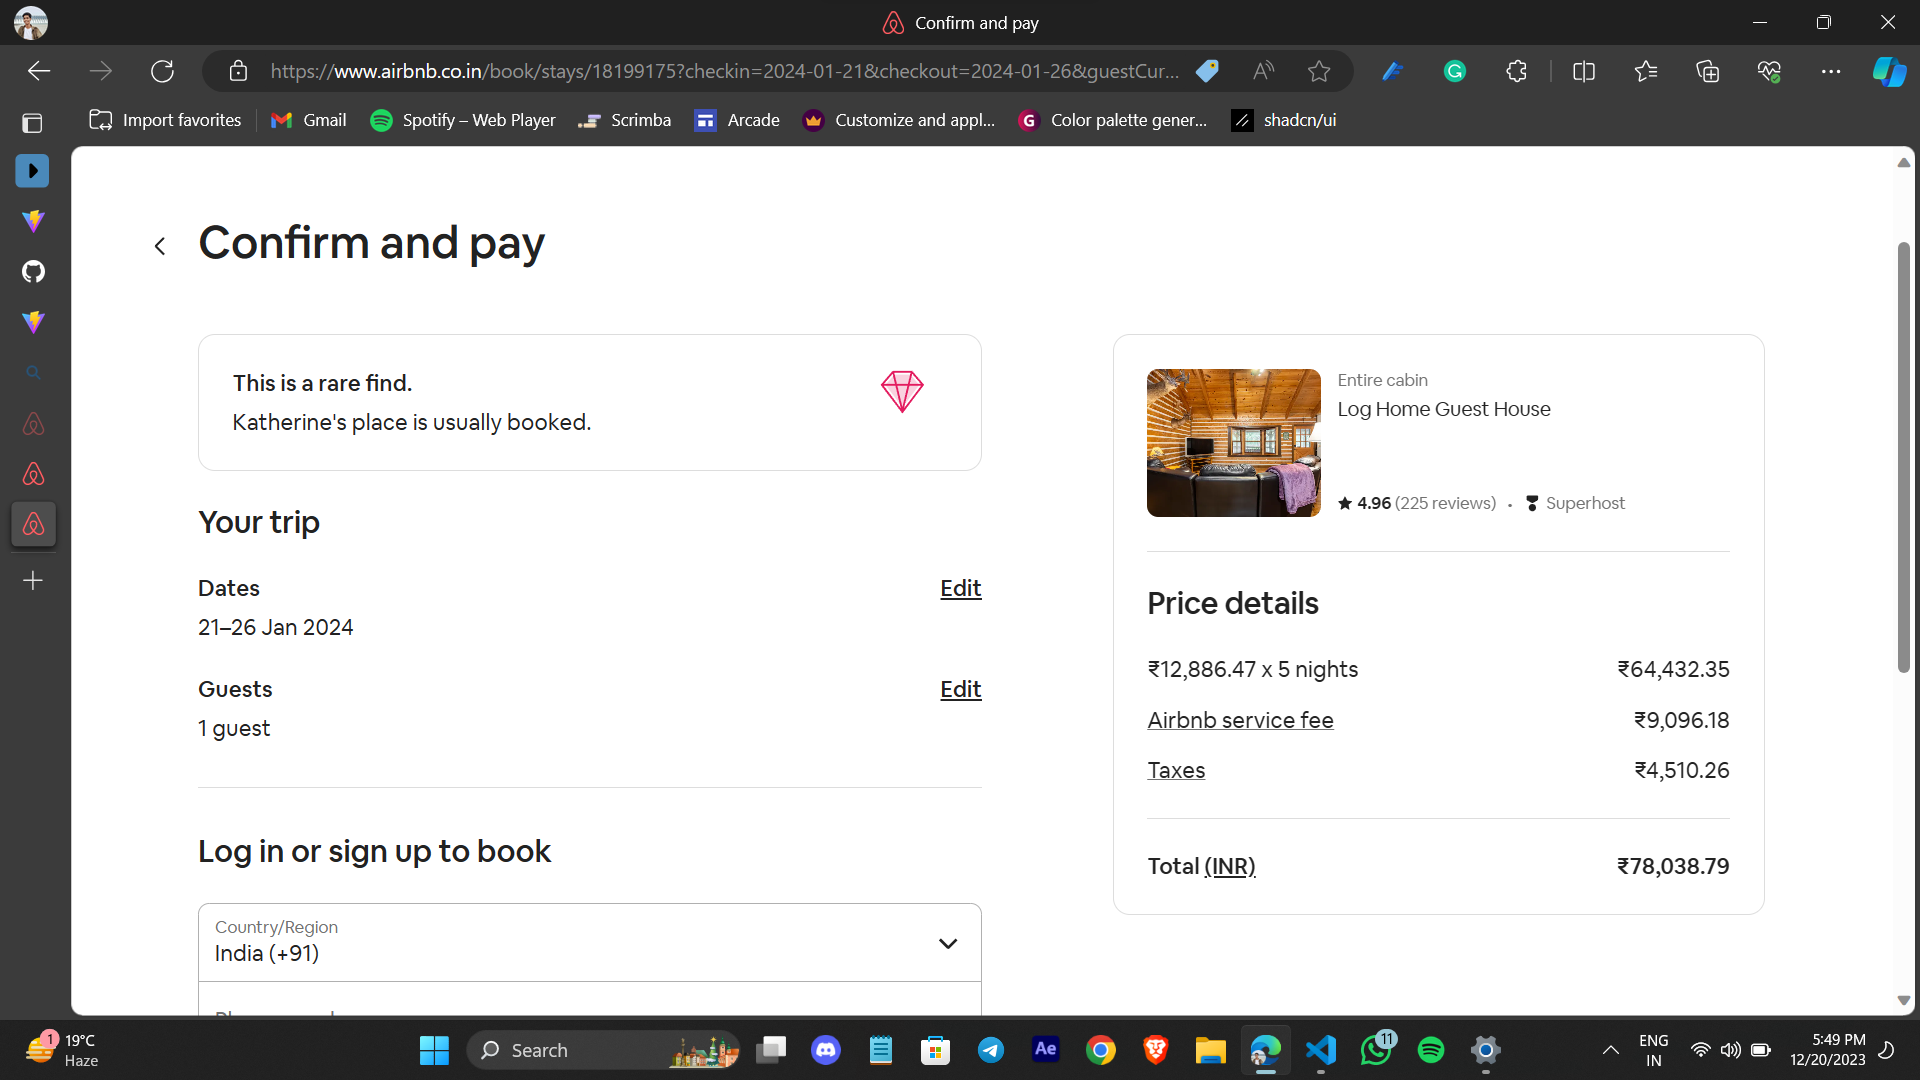 Confirm and pay
https://www.airbnb.co.in/book/stays/18199175?checkin=2024-01-21&checkout=2024-01-26&guestCur...
Import favorites
Gmail
Spotify – Web Player
Scrimba
Arcade
Customize and appl...
Color palette gener...
shadcn/ui
Confirm and pay
This is a rare find.
Katherine's place is usually booked.
Your trip
Dates
Edit
21–26 Jan 2024
Guests
Edit
1 guest
Log in or sign up to book
Country/Region
India (+91)
Entire cabin
Log Home Guest House
4.96 (225 reviews) · Superhost
Price details
₹12,886.47 x 5 nights ₹64,432.35
Airbnb service fee ₹9,096.18
Taxes ₹4,510.26
Total (INR) ₹78,038.79
1
19°C
Haze
Search
Ae
11
ENG
IN
5:49 PM
12/20/2023